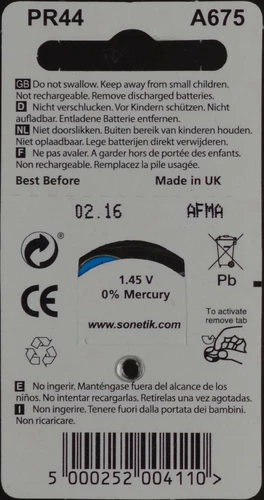 PR44 A675
GB Do not swallow. Keep away from small children.
Not rechargeable. Remove discharged batteries.
D Nicht verschlucken. Vor Kindern schützen. Nicht
aufladbar. Entladene Batterie entfernen.
NL Niet doorslikken. Buiten bereik van kinderen houden.
Niet oplaadbaar. Lege batterijen direkt verwijderen.
F Ne pas avaler. A garder hors de portée des enfants.
Non rechargeable. Remplacez la pile usagée.
Best Before Made in UK
02.16 AFMA
1.45 V
0% Mercury
Pb
CE
www.sonetik.com
To activate
remove tab
E No ingerir. Manténgase fuera del alcance de los
niños. No intentar recargarlas. Retirelas una vez agotadas.
I Non ingerire. Tenere fuori dalla portata dei bambini.
Non ricaricare.
5 000252 004110 >